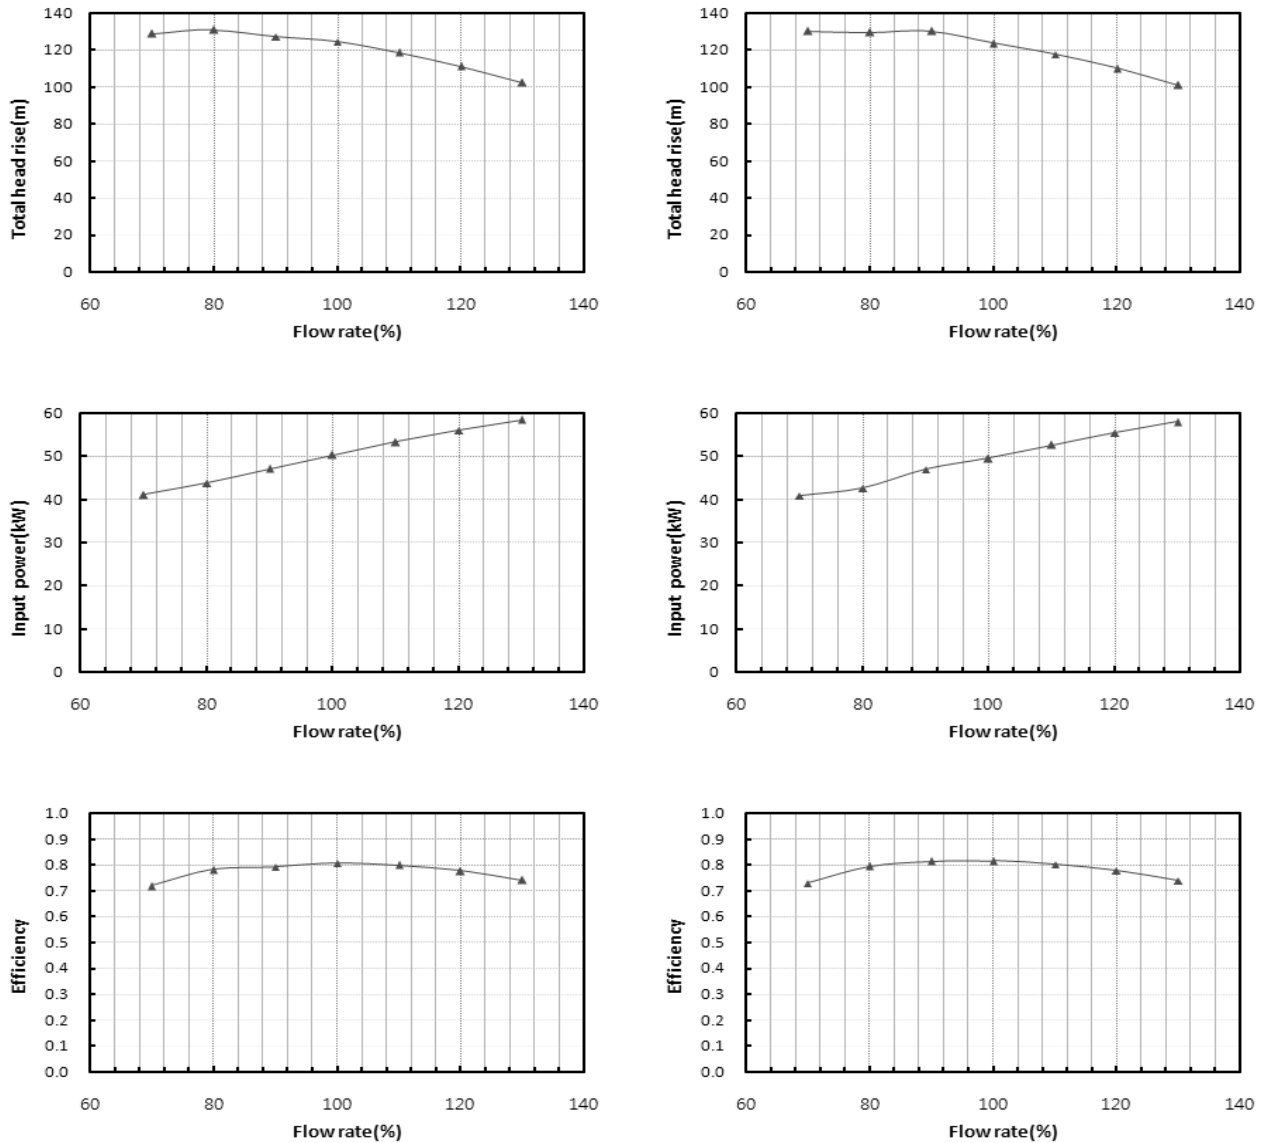 140
120
100
80
60
40
20
0
Total head rise(m)
60 80 100 120 140
Flow rate(%)
140
120
100
80
60
40
20
0
Total head rise(m)
60 80 100 120 140
Flow rate(%)
60
50
40
30
20
10
0
Input power(kW)
60 80 100 120 140
Flow rate(%)
60
50
40
30
20
10
0
Input power(kW)
60 80 100 120 140
Flow rate(%)
1.0
0.9
0.8
0.7
0.6
0.5
0.4
0.3
0.2
0.1
0.0
Efficiency
60 80 100 120 140
Flow rate(%)
1.0
0.9
0.8
0.7
0.6
0.5
0.4
0.3
0.2
0.1
0.0
Efficiency
60 80 100 120 140
Flow rate(%)